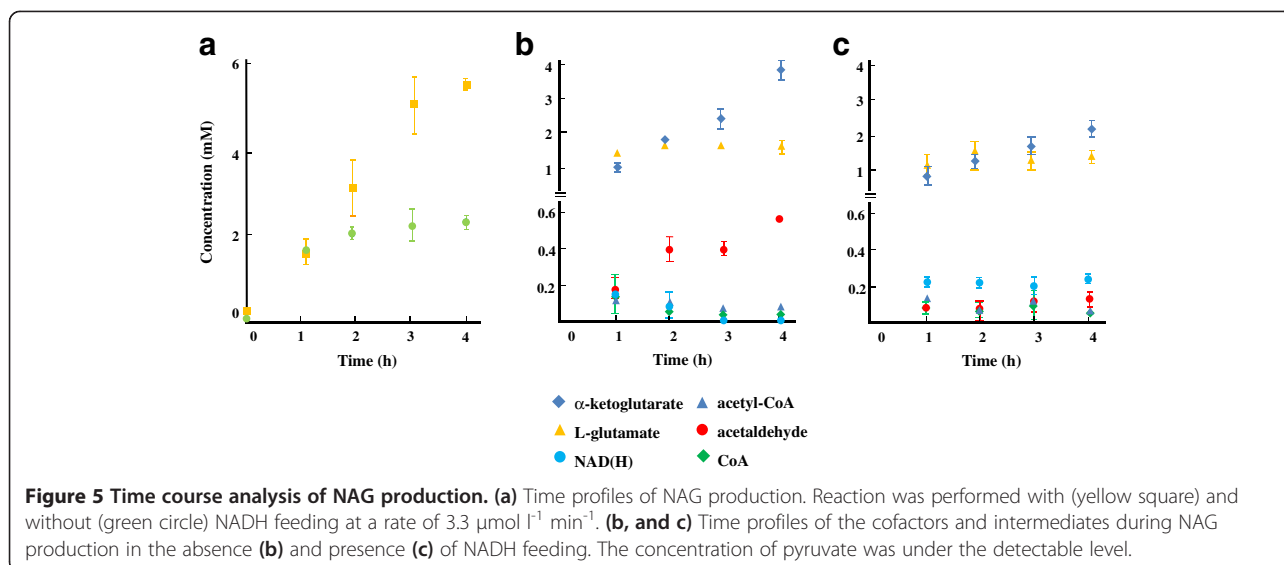 a
b
c
6
4
2
0
Concentration (mM)
0 1 2 3 4
Time (h)
4
3
2
1
0.6
0.4
0.2
0 1 2 3 4
Time (h)
4
3
2
1
0.6
0.4
0.2
0 1 2 3 4
Time (h)
α-ketoglutarate
acetyl-CoA
L-glutamate
acetaldehyde
NAD(H)
CoA
Figure 5 Time course analysis of NAG production. (a) Time profiles of NAG production. Reaction was performed with (yellow square) and
without (green circle) NADH feeding at a rate of 3.3 μmol l⁻¹ min⁻¹. (b, and c) Time profiles of the cofactors and intermediates during NAG
production in the absence (b) and presence (c) of NADH feeding. The concentration of pyruvate was under the detectable level.